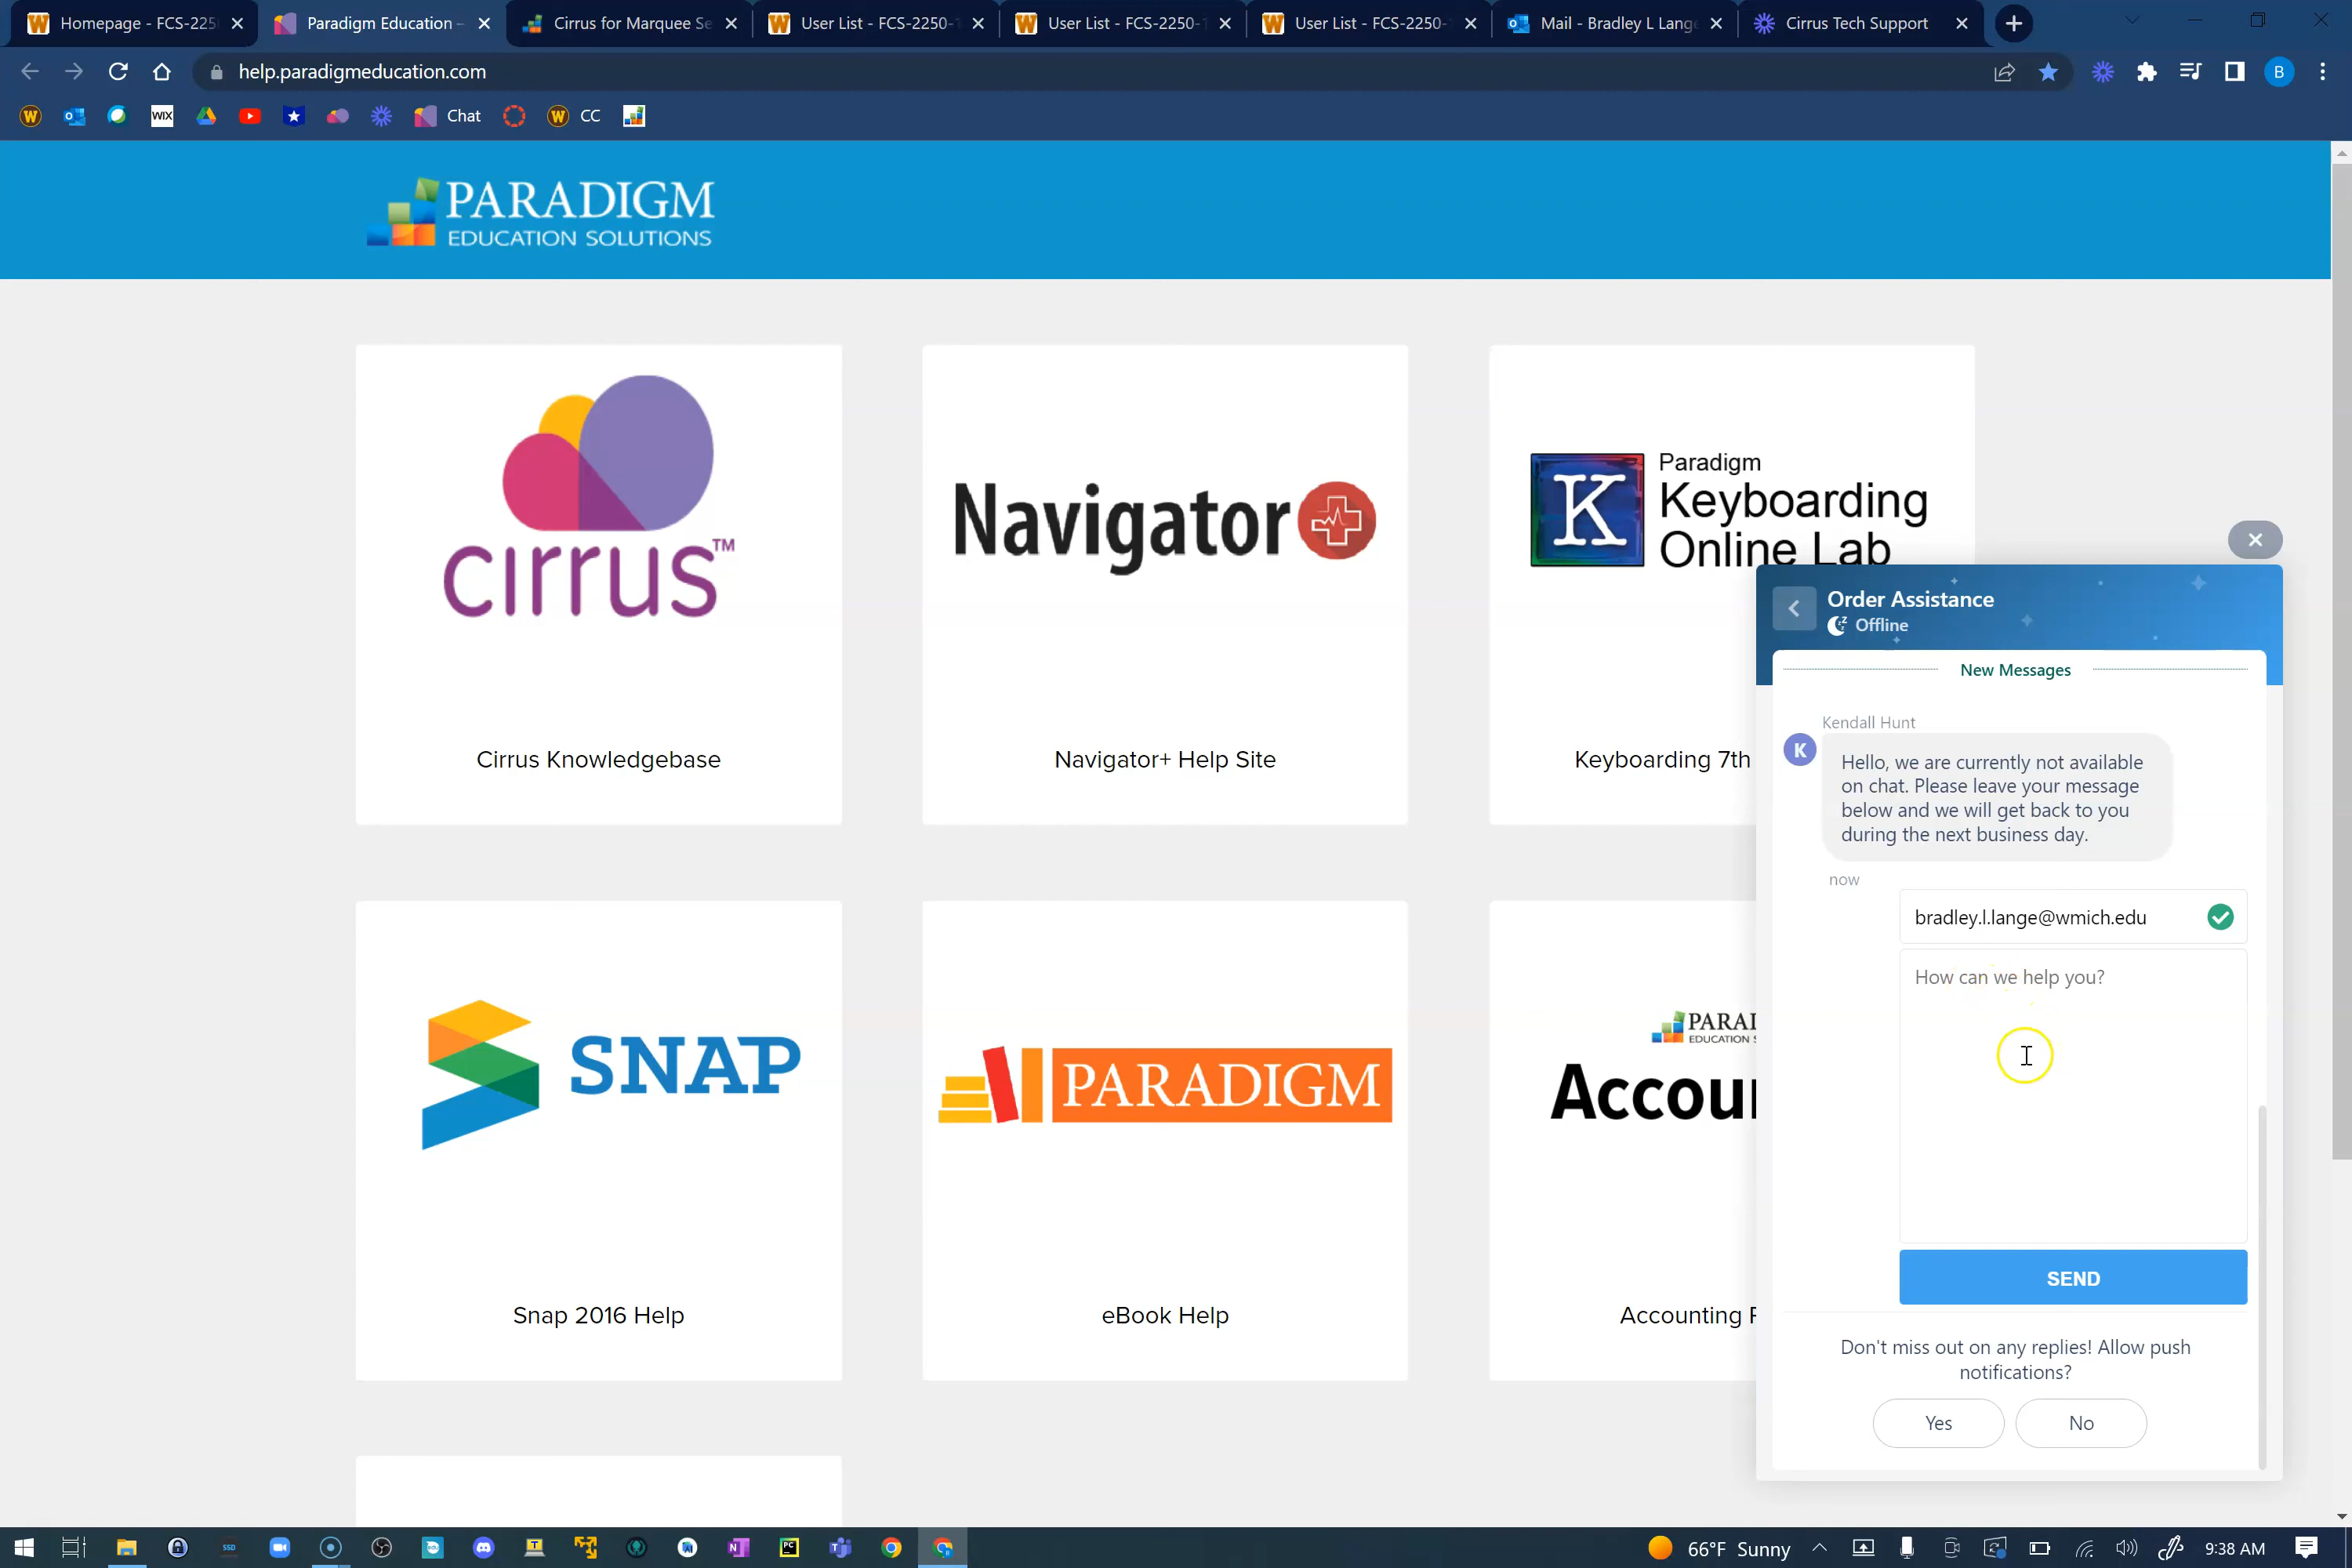 Homepage - FCS-225
Paradigm Education –
Cirrus for Marquee Se
User List - FCS-2250-
User List - FCS-2250-
User List - FCS-2250-
Mail - Bradley L Lange
Cirrus Tech Support
help.paradigmeducation.com
B
W
WIX
Chat
W CC
PARADIGM
EDUCATION SOLUTIONS
cirrus™
Cirrus Knowledgebase
Navigator
Navigator+ Help Site
K
Paradigm
Keyboarding
Online Lab
Keyboarding 7th
SNAP
Snap 2016 Help
PARADIGM
eBook Help
PARAI
EDUCATION S
Accou
Accounting
Order Assistance
Offline
New Messages
Kendall Hunt
K
Hello, we are currently not available
on chat. Please leave your message
below and we will get back to you
during the next business day.
now
bradley.l.lange@wmich.edu
How can we help you?
SEND
Don't miss out on any replies! Allow push
notifications?
Yes
No
66°F Sunny
9:38 AM